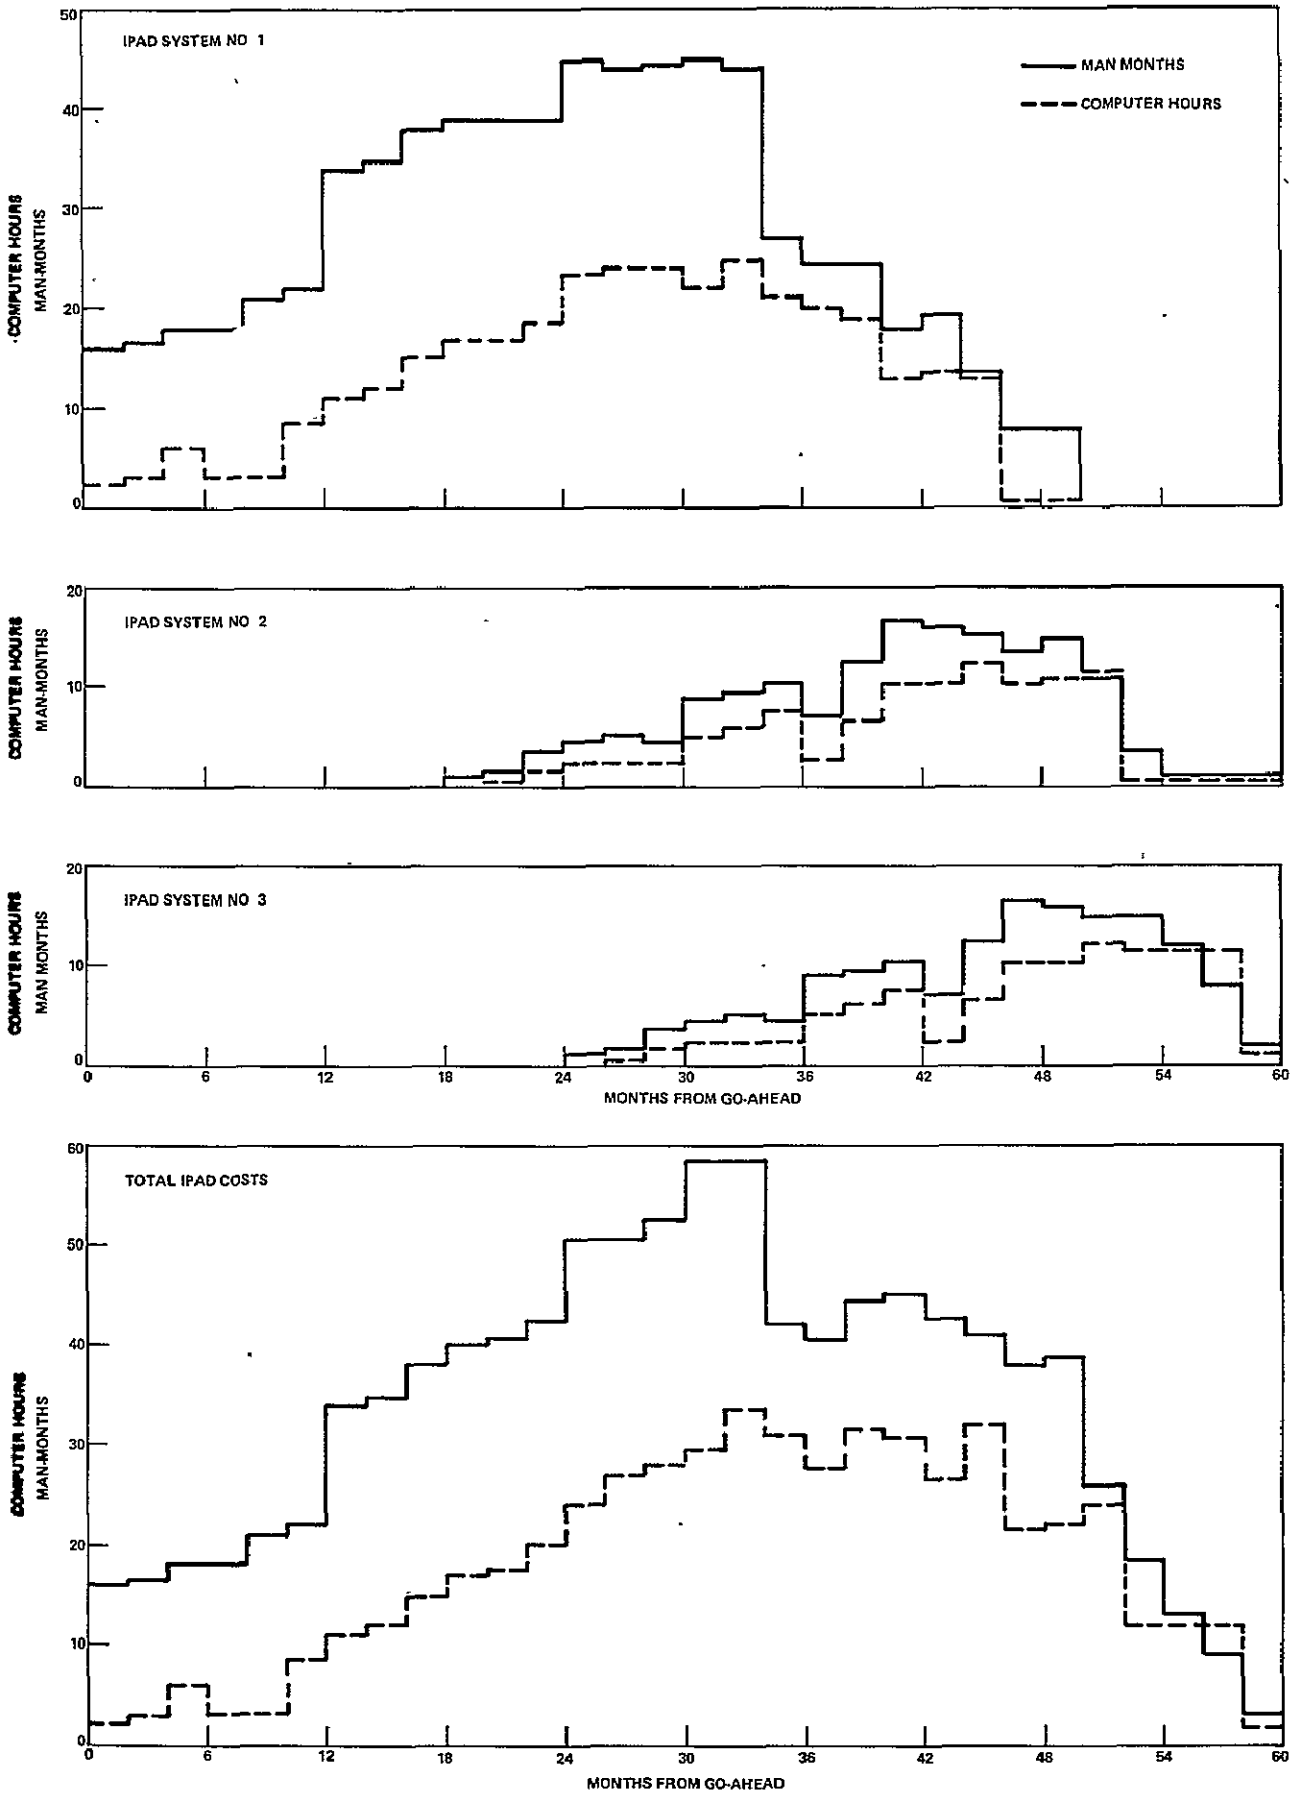 IPAD SYSTEM NO 1
MAN MONTHS
COMPUTER HOURS
COMPUTER HOURS
MAN-MONTHS
50
40
30
20
10
0
IPAD SYSTEM NO 2
COMPUTER HOURS
MAN-MONTHS
20
10
0
IPAD SYSTEM NO 3
COMPUTER HOURS
MAN MONTHS
20
10
0
0 6 12 18 24 30 36 42 48 54 60
MONTHS FROM GO-AHEAD
TOTAL IPAD COSTS
COMPUTER HOURS
MAN-MONTHS
60
50
40
30
20
10
0
0 6 12 18 24 30 36 42 48 54 60
MONTHS FROM GO-AHEAD